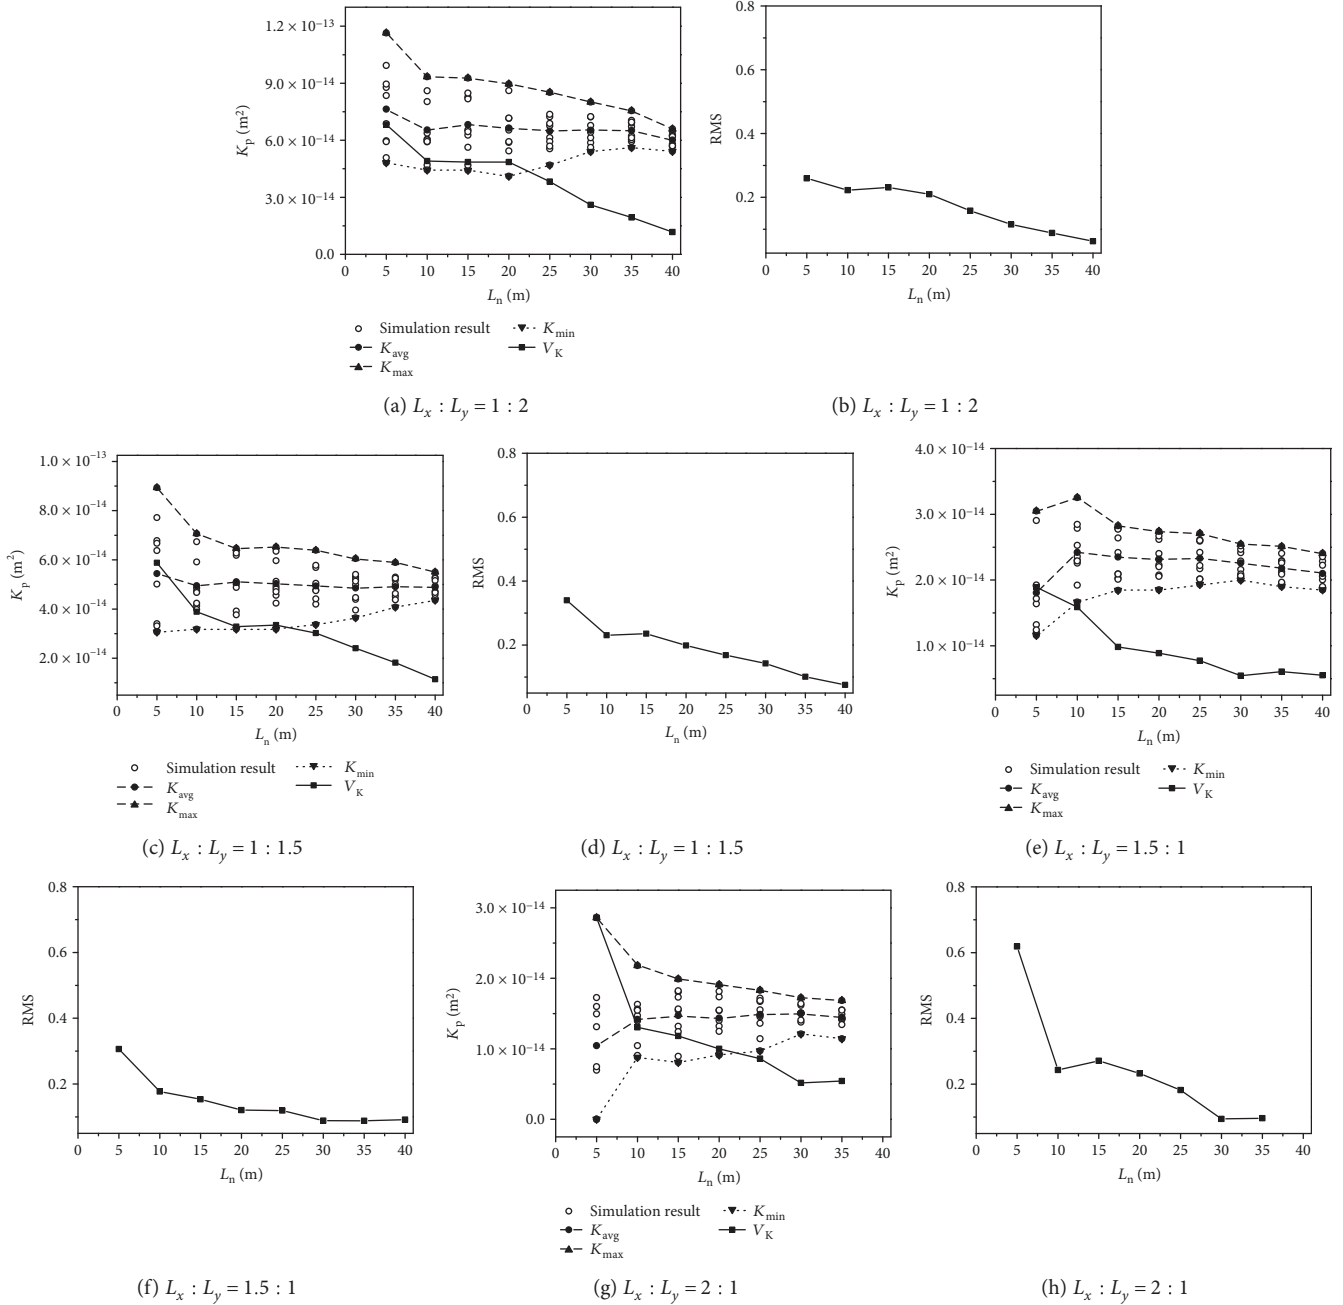 1.2 × 10⁻¹³
9.0 × 10⁻¹⁴
6.0 × 10⁻¹⁴
3.0 × 10⁻¹⁴
0.0
K_p (m²)
0 5 10 15 20 25 30 35 40
L_n (m)
Simulation result
K_avg
K_max
K_min
V_K
(a) L_x : L_y = 1 : 2
0.8
0.6
0.4
0.2
RMS
0 5 10 15 20 25 30 35 40
L_n (m)
(b) L_x : L_y = 1 : 2
1.0 × 10⁻¹³
8.0 × 10⁻¹⁴
6.0 × 10⁻¹⁴
4.0 × 10⁻¹⁴
2.0 × 10⁻¹⁴
K_p (m²)
0 5 10 15 20 25 30 35 40
L_n (m)
Simulation result
K_avg
K_max
K_min
V_K
(c) L_x : L_y = 1 : 1.5
0.8
0.6
0.4
0.2
RMS
0 5 10 15 20 25 30 35 40
L_n (m)
(d) L_x : L_y = 1 : 1.5
4.0 × 10⁻¹⁴
3.0 × 10⁻¹⁴
2.0 × 10⁻¹⁴
1.0 × 10⁻¹⁴
K_p (m²)
0 5 10 15 20 25 30 35 40
L_n (m)
Simulation result
K_avg
K_max
K_min
V_K
(e) L_x : L_y = 1.5 : 1
0.8
0.6
0.4
0.2
RMS
0 5 10 15 20 25 30 35 40
L_n (m)
(f) L_x : L_y = 1.5 : 1
3.0 × 10⁻¹⁴
2.0 × 10⁻¹⁴
1.0 × 10⁻¹⁴
0.0
K_p (m²)
0 5 10 15 20 25 30 35 40
L_n (m)
Simulation result
K_avg
K_max
K_min
V_K
(g) L_x : L_y = 2 : 1
0.8
0.6
0.4
0.2
RMS
0 5 10 15 20 25 30 35 40
L_n (m)
(h) L_x : L_y = 2 : 1